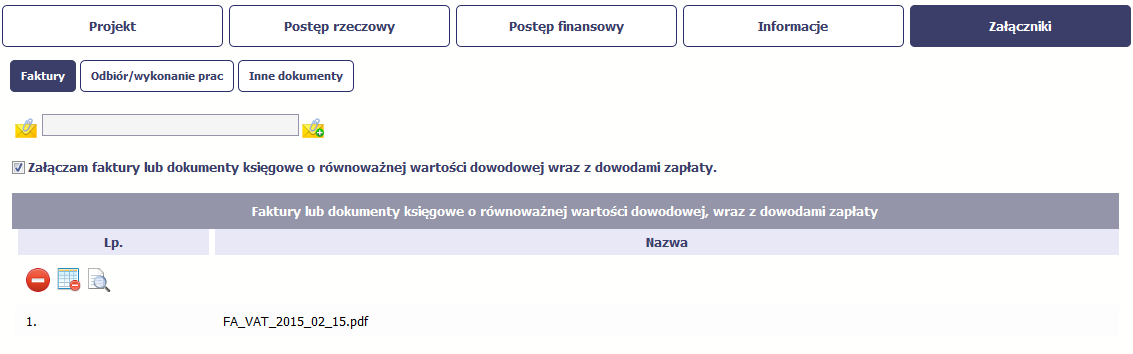 Projekt Postęp rzeczowy Postęp finansowy Informacje Załączniki
Faktury Odbiór/wykonanie prac Inne dokumenty
Załączam faktury lub dokumenty księgowe o równoważnej wartości dowodowej wraz z dowodami zapłaty.
Faktury lub dokumenty księgowe o równoważnej wartości dowodowej, wraz z dowodami zapłaty
Lp. Nazwa
1. FA_VAT_2015_02_15.pdf